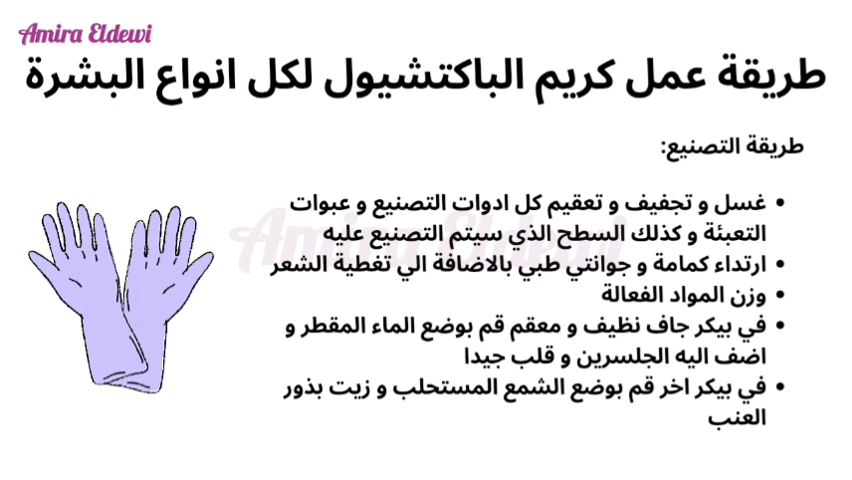 Amira Eldewi
طريقة عمل كريم الباكتشيول لكل انواع البشرة
طريقة التصنيع:
• غسل و تجفيف و تعقيم كل ادوات التصنيع و عبوات
التعبئة و كذلك السطح الذي سيتم التصنيع عليه
• ارتداء كمامة و جوانتي طبي بالاضافة الي تغطية الشعر
• وزن المواد الفعالة
• في بيكر جاف نظيف و معقم قم بوضع الماء المقطر و
اضف اليه الجلسرين و قلب جيدا
• في بيكر اخر قم بوضع الشمع المستحلب و زيت بذور
العنب
Amira Eldewi